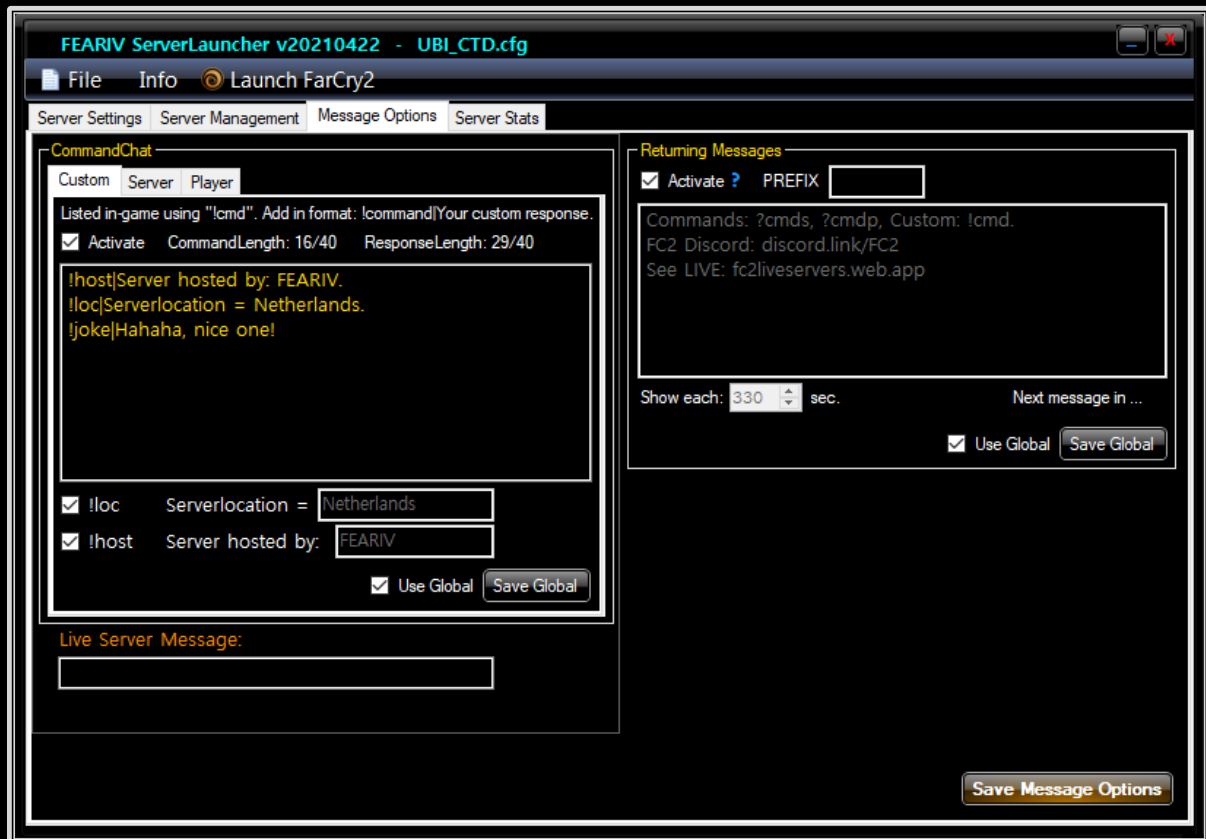 FEARIV ServerLauncher v20210422 - UBI_CTD.cfg
File Info Launch FarCry2
Server Settings Server Management Message Options Server Stats
CommandChat
Custom Server Player
Listed in-game using "!cmd". Add in format: !command|Your custom response.
Activate CommandLength: 16/40 ResponseLength: 29/40
!host|Server hosted by: FEARIV.
!loc|Serverlocation = Netherlands.
!joke|Hahaha, nice one!
!loc Serverlocation = Netherlands
!host Server hosted by: FEARIV
Use Global Save Global
Live Server Message:
Returning Messages
Activate ? PREFIX
Commands: ?cmds, ?cmdp, Custom: !cmd.
FC2 Discord: discord.link/FC2
See LIVE: fc2liveservers.web.app
Show each: 330 sec. Next message in ...
Use Global Save Global
Save Message Options